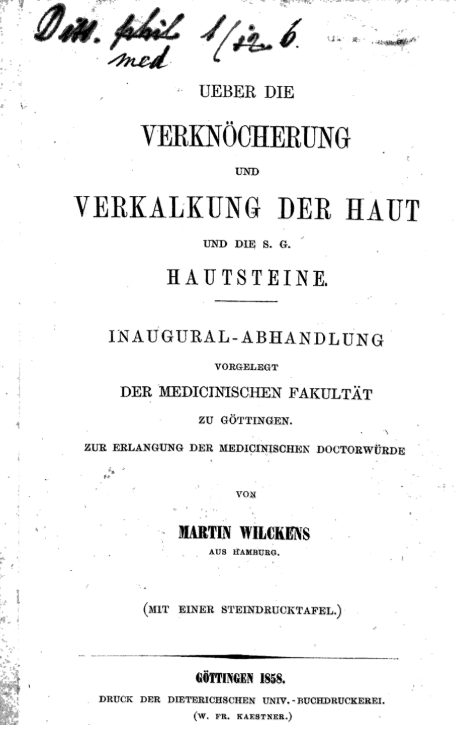 Diss. phil 1/12. 6.
med
UEBER DIE
VERKNÖCHERUNG
UND
VERKALKUNG DER HAUT
UND DIE S. G.
HAUTSTEINE.
INAUGURAL-ABHANDLUNG
VORGELEGT
DER MEDICINISCHEN FAKULTÄT
ZU GÖTTINGEN.
ZUR ERLANGUNG DER MEDICINISCHEN DOCTORWÜRDE
VON
MARTIN WILCKENS
AUS HAMBURG.
(MIT EINER STEINDRUCKTAFEL.)
GÖTTINGEN 1858.
DRUCK DER DIETERICHSCHEN UNIV.-BUCHDRUCKEREI.
(W. FR. KAESTNER.)